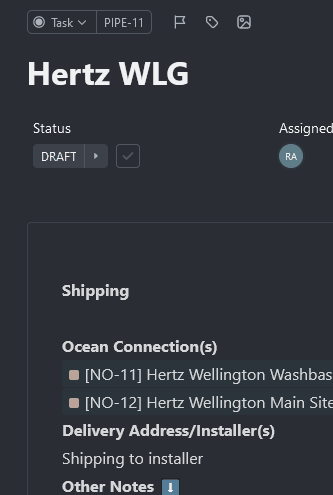 Task PIPE-11
Hertz WLG
Status Assigned
DRAFT RA
Shipping
Ocean Connection(s)
[NO-11] Hertz Wellington Washbas
[NO-12] Hertz Wellington Main Site
Delivery Address/Installer(s)
Shipping to installer
Other Notes